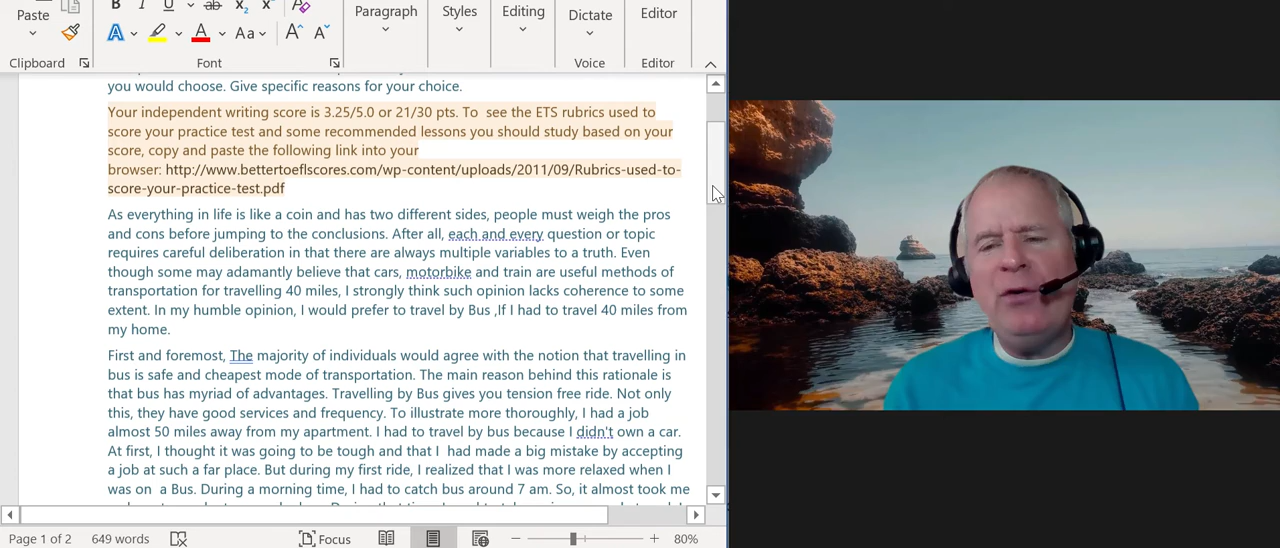 Paste
B I U ab x₂ x² A
A A Aa A A
Paragraph
Styles
Editing
Dictate
Editor
Clipboard
Font
Voice
Editor
you would choose. Give specific reasons for your choice.
Your independent writing score is 3.25/5.0 or 21/30 pts. To see the ETS rubrics used to
score your practice test and some recommended lessons you should study based on your
score, copy and paste the following link into your
browser: http://www.bettertoeflscores.com/wp-content/uploads/2011/09/Rubrics-used-to-
score-your-practice-test.pdf
As everything in life is like a coin and has two different sides, people must weigh the pros
and cons before jumping to the conclusions. After all, each and every question or topic
requires careful deliberation in that there are always multiple variables to a truth. Even
though some may adamantly believe that cars, motorbike and train are useful methods of
transportation for travelling 40 miles, I strongly think such opinion lacks coherence to some
extent. In my humble opinion, I would prefer to travel by Bus ,If I had to travel 40 miles from
my home.
First and foremost, The majority of individuals would agree with the notion that travelling in
bus is safe and cheapest mode of transportation. The main reason behind this rationale is
that bus has myriad of advantages. Travelling by Bus gives you tension free ride. Not only
this, they have good services and frequency. To illustrate more thoroughly, I had a job
almost 50 miles away from my apartment. I had to travel by bus because I didn't own a car.
At first, I thought it was going to be tough and that I had made a big mistake by accepting
a job at such a far place. But during my first ride, I realized that I was more relaxed when I
was on a Bus. During a morning time, I had to catch bus around 7 am. So, it almost took me
Page 1 of 2 649 words Focus 80%